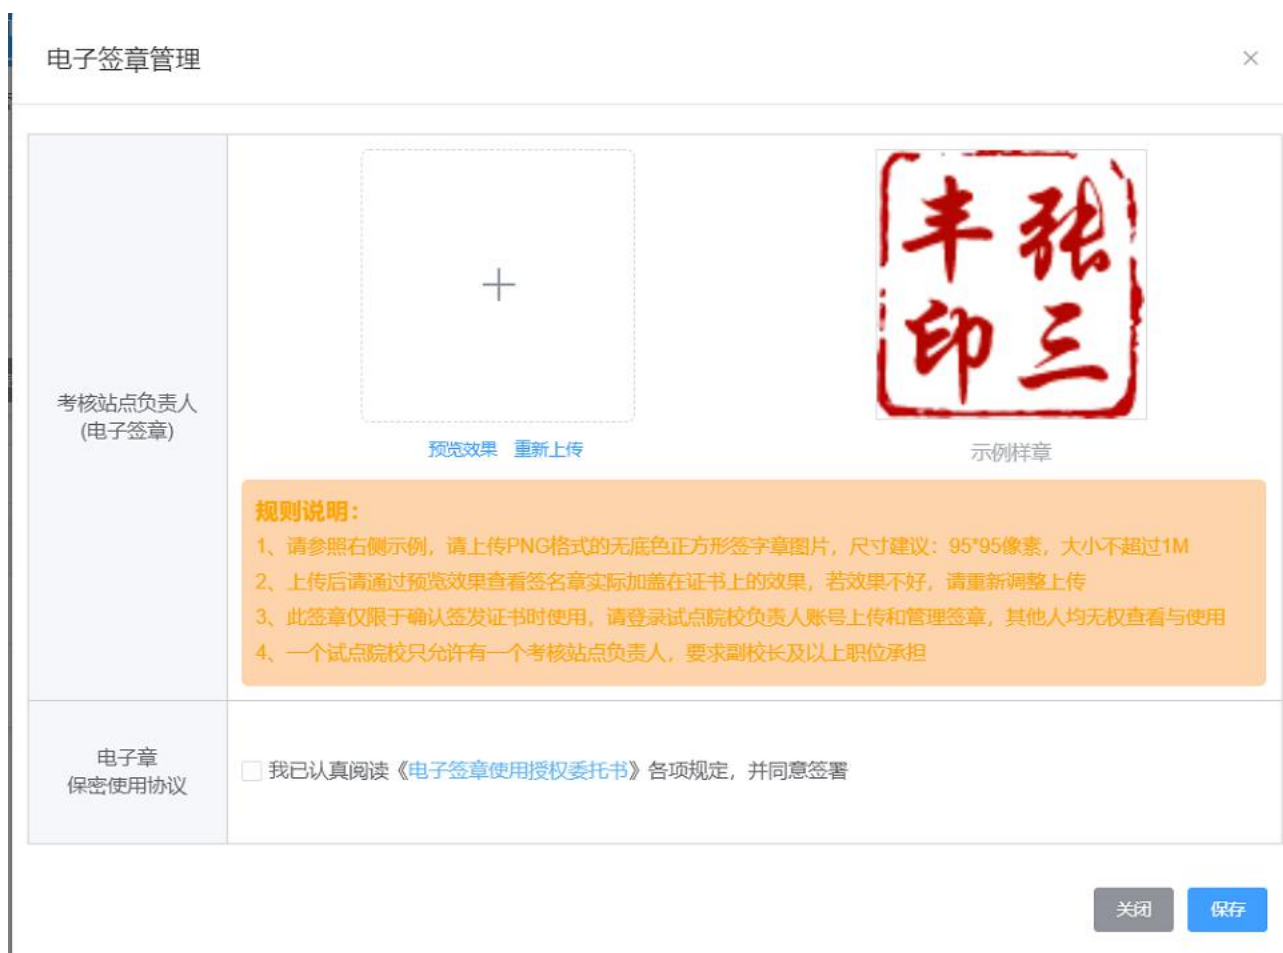 电子签章管理
考核站点负责人
(电子签章)
预览效果 重新上传
丰 张
印 三
示例样章
规则说明：
1、请参照右侧示例，请上传PNG格式的无底色正方形签字章图片，尺寸建议：95*95像素，大小不超过1M
2、上传后请通过预览效果查看签名章实际加盖在证书上的效果，若效果不好，请重新调整上传
3、此签章仅限于确认签发证书时使用，请登录试点院校负责人账号上传和管理签章，其他人均无权查看与使用
4、一个试点院校只允许有一个考核站点负责人，要求副校长及以上职位承担
电子章
保密使用协议
我已认真阅读《电子签章使用授权委托书》各项规定，并同意签署
关闭 保存